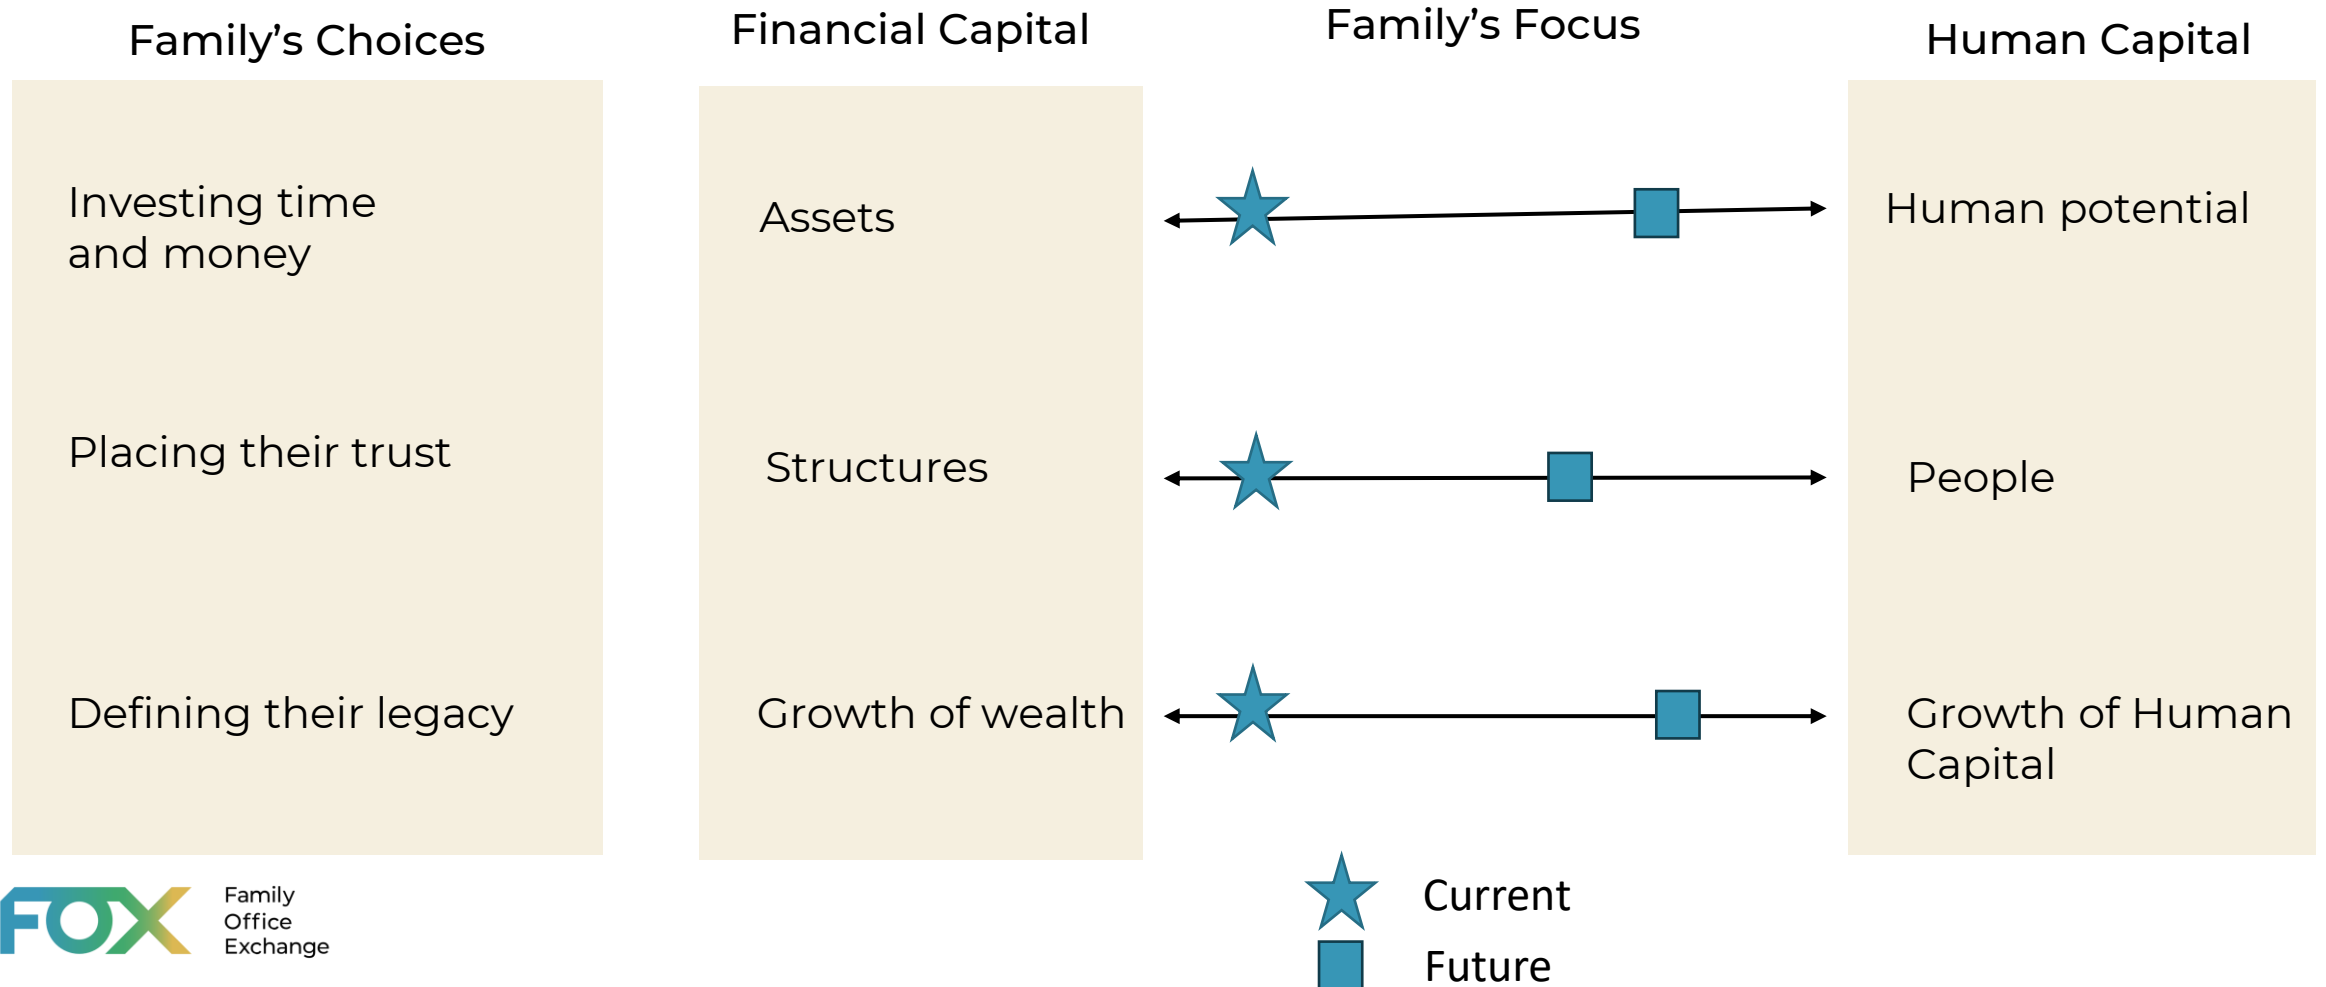 Family’s Choices
Financial Capital
Family’s Focus
Human Capital
Investing time
and money
Assets
Human potential
Placing their trust
Structures
People
Defining their legacy
Growth of wealth
Growth of Human
Capital
FOX
Family
Office
Exchange
Current
Future